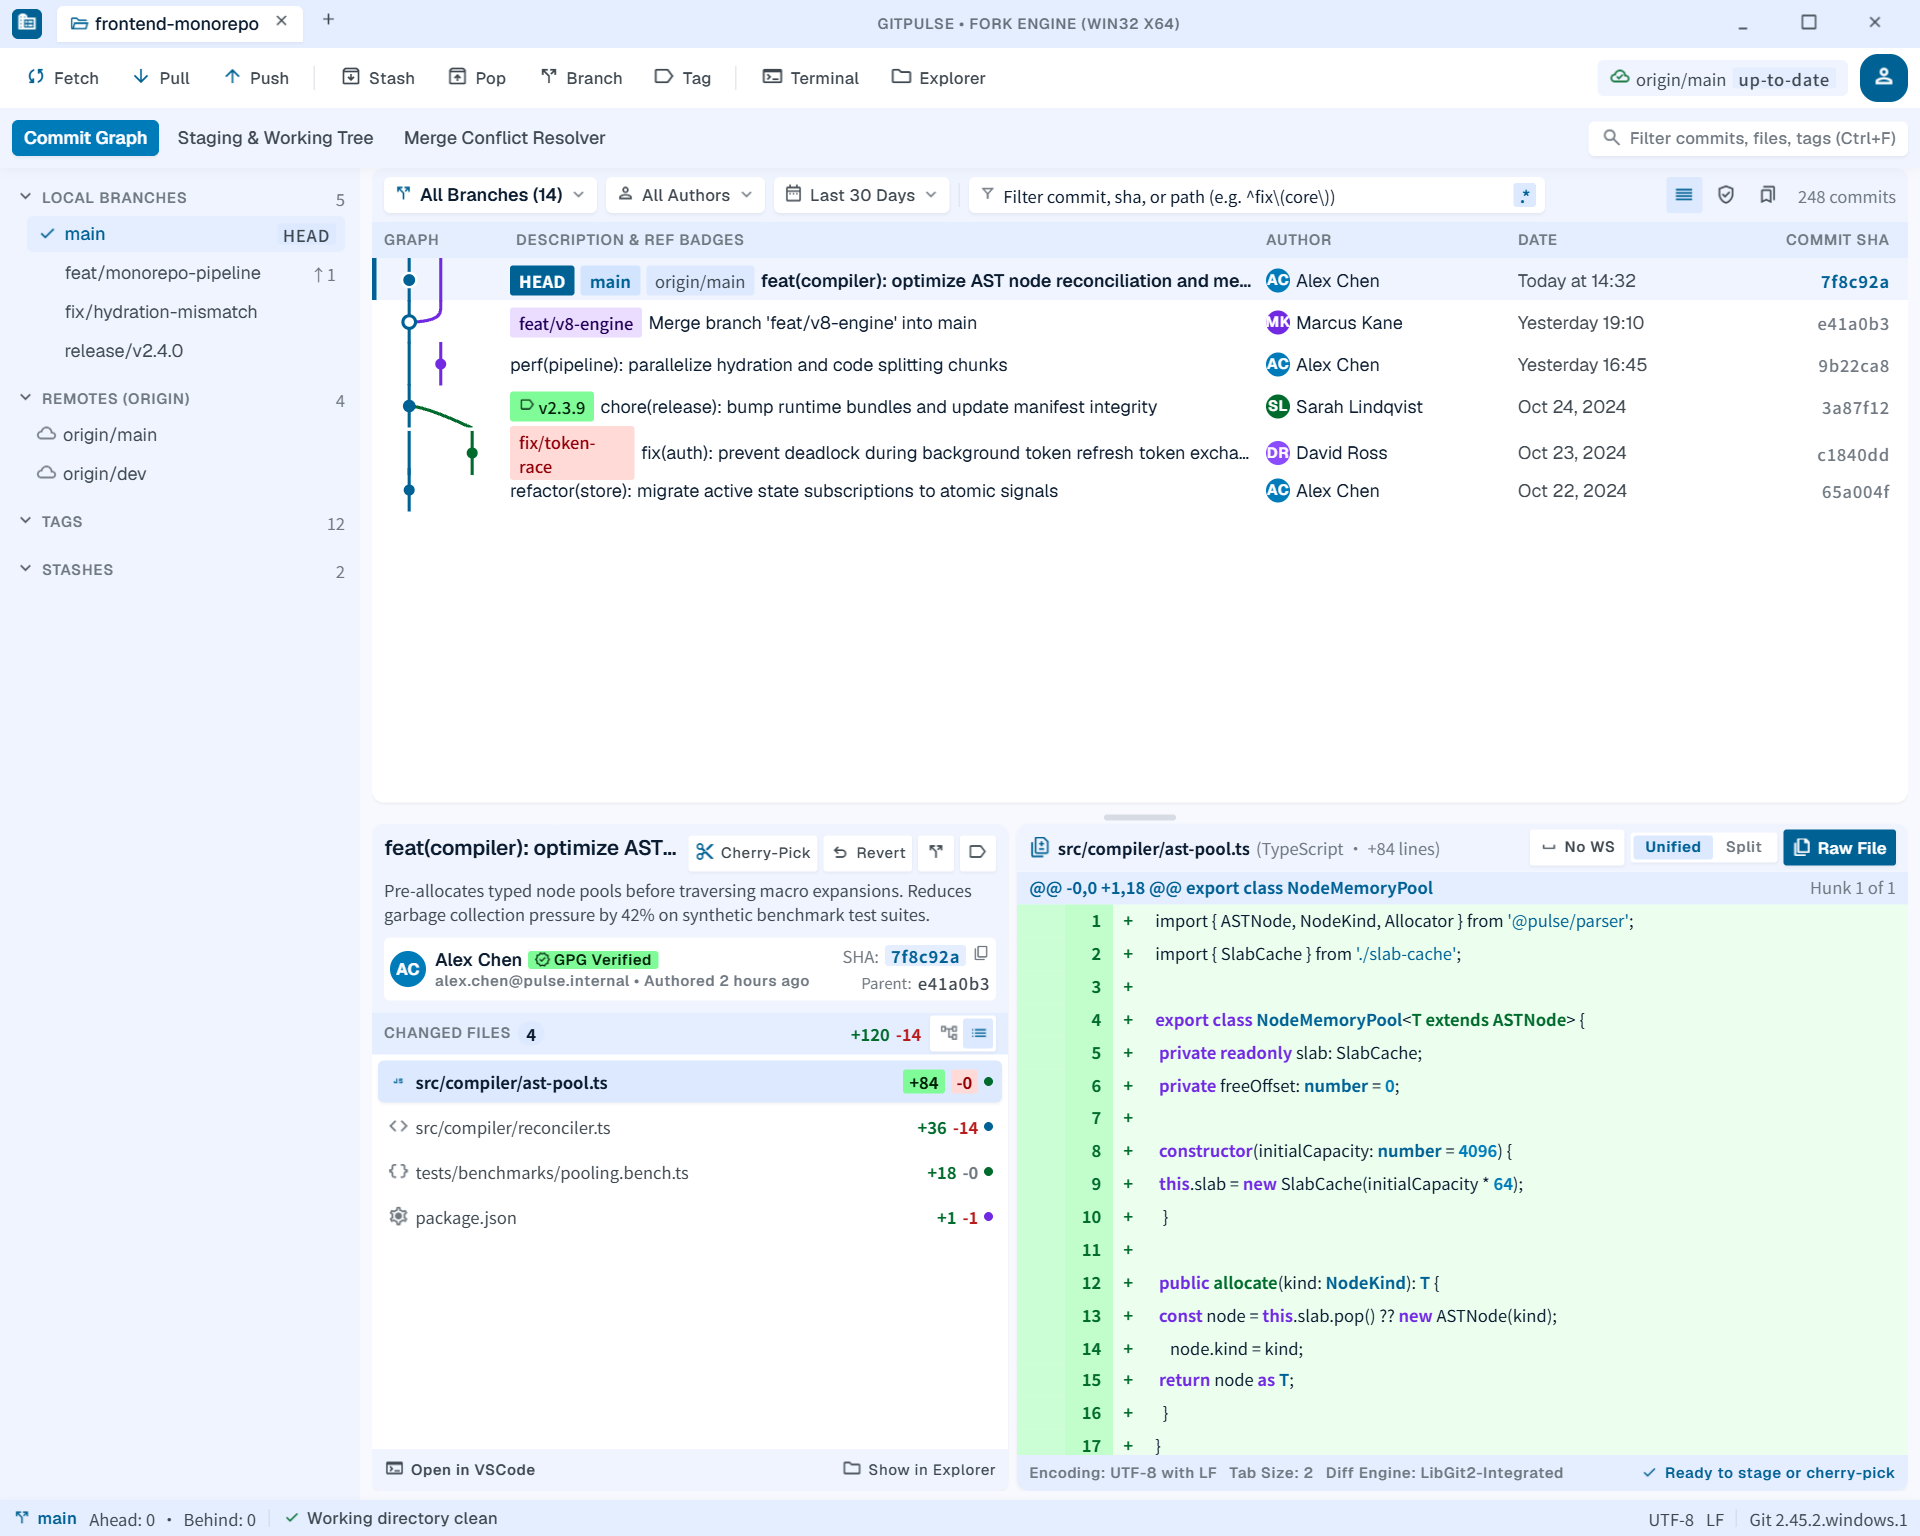 frontend-monorepo
GITPULSE • FORK ENGINE (WIN32 X64)
Fetch Pull Push Stash Pop Branch Tag Terminal Explorer
origin/main up-to-date
Commit Graph Staging & Working Tree Merge Conflict Resolver
Filter commits, files, tags (Ctrl+F)
LOCAL BRANCHES 5
main HEAD
feat/monorepo-pipeline ↑1
fix/hydration-mismatch
release/v2.4.0
REMOTES (ORIGIN) 4
origin/main
origin/dev
TAGS 12
STASHES 2
All Branches (14) All Authors Last 30 Days Filter commit, sha, or path (e.g. ^fix\(core\)) .* 248 commits
GRAPH DESCRIPTION & REF BADGES AUTHOR DATE COMMIT SHA
HEAD main origin/main feat(compiler): optimize AST node reconciliation and me... AC Alex Chen Today at 14:32 7f8c92a
feat/v8-engine Merge branch 'feat/v8-engine' into main MK Marcus Kane Yesterday 19:10 e41a0b3
perf(pipeline): parallelize hydration and code splitting chunks AC Alex Chen Yesterday 16:45 9b22ca8
v2.3.9 chore(release): bump runtime bundles and update manifest integrity SL Sarah Lindqvist Oct 24, 2024 3a87f12
fix/token-race fix(auth): prevent deadlock during background token refresh token excha... DR David Ross Oct 23, 2024 c1840dd
refactor(store): migrate active state subscriptions to atomic signals AC Alex Chen Oct 22, 2024 65a004f
feat(compiler): optimize AST... Cherry-Pick Revert
Pre-allocates typed node pools before traversing macro expansions. Reduces
garbage collection pressure by 42% on synthetic benchmark test suites.
AC Alex Chen GPG Verified SHA: 7f8c92a
alex.chen@pulse.internal • Authored 2 hours ago Parent: e41a0b3
CHANGED FILES 4 +120 -14
JS src/compiler/ast-pool.ts +84 -0
src/compiler/reconciler.ts +36 -14
tests/benchmarks/pooling.bench.ts +18 -0
package.json +1 -1
Open in VSCode Show in Explorer
src/compiler/ast-pool.ts (TypeScript • +84 lines) No WS Unified Split Raw File
@@ -0,0 +1,18 @@ export class NodeMemoryPool Hunk 1 of 1
1 + import { ASTNode, NodeKind, Allocator } from '@pulse/parser';
2 + import { SlabCache } from './slab-cache';
3 +
4 + export class NodeMemoryPool<T extends ASTNode> {
5 + private readonly slab: SlabCache;
6 + private freeOffset: number = 0;
7 +
8 + constructor(initialCapacity: number = 4096) {
9 + this.slab = new SlabCache(initialCapacity * 64);
10 + }
11 +
12 + public allocate(kind: NodeKind): T {
13 + const node = this.slab.pop() ?? new ASTNode(kind);
14 + node.kind = kind;
15 + return node as T;
16 + }
17 + }
Encoding: UTF-8 with LF Tab Size: 2 Diff Engine: LibGit2-Integrated Ready to stage or cherry-pick
main Ahead: 0 • Behind: 0 Working directory clean UTF-8 LF Git 2.45.2.windows.1